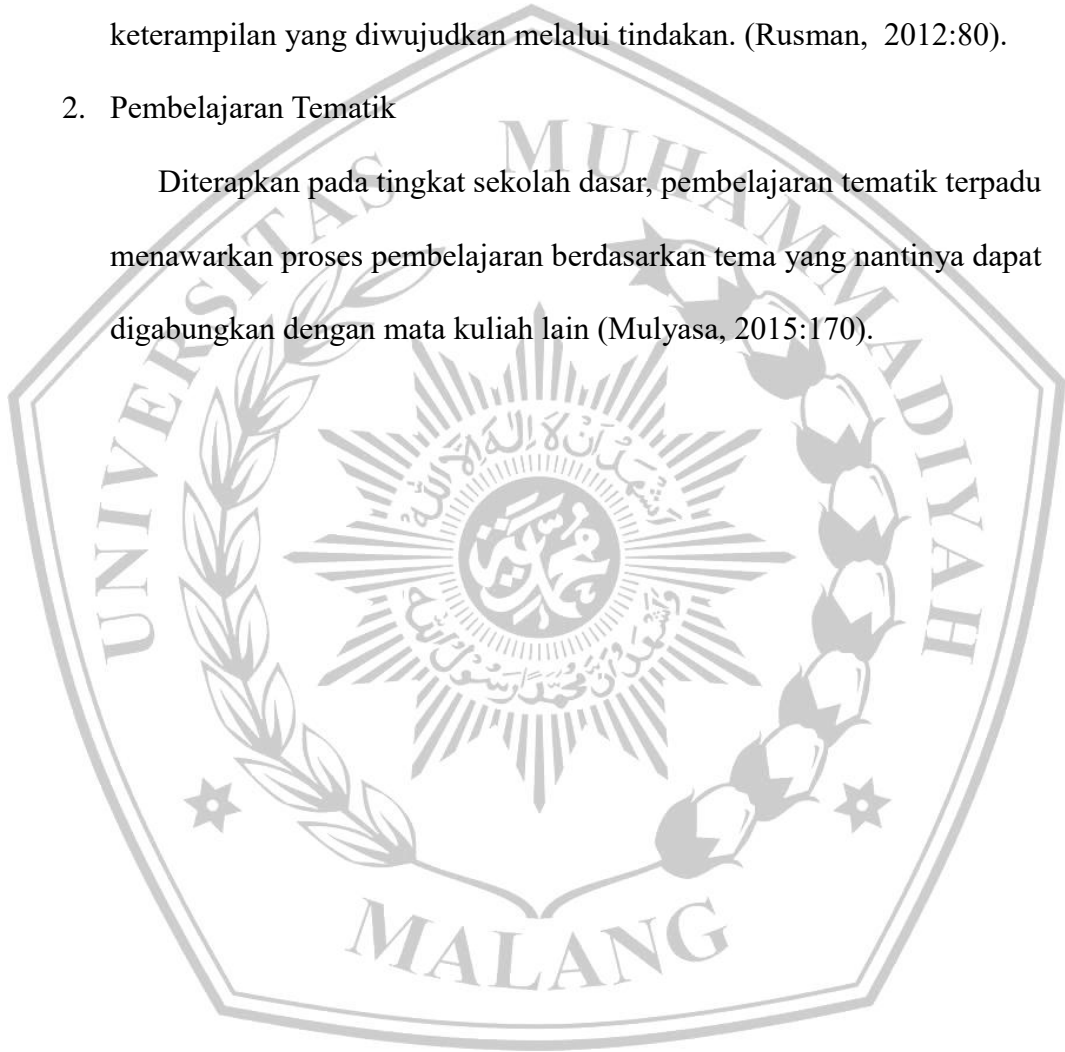 keterampilan yang diwujudkan melalui tindakan. (Rusman, 2012:80).
2. Pembelajaran Tematik
Diterapkan pada tingkat sekolah dasar, pembelajaran tematik terpadu
menawarkan proses pembelajaran berdasarkan tema yang nantinya dapat
digabungkan dengan mata kuliah lain (Mulyasa, 2015:170).
UNIVERSITAS MUHAMMADIYAH
MALANG